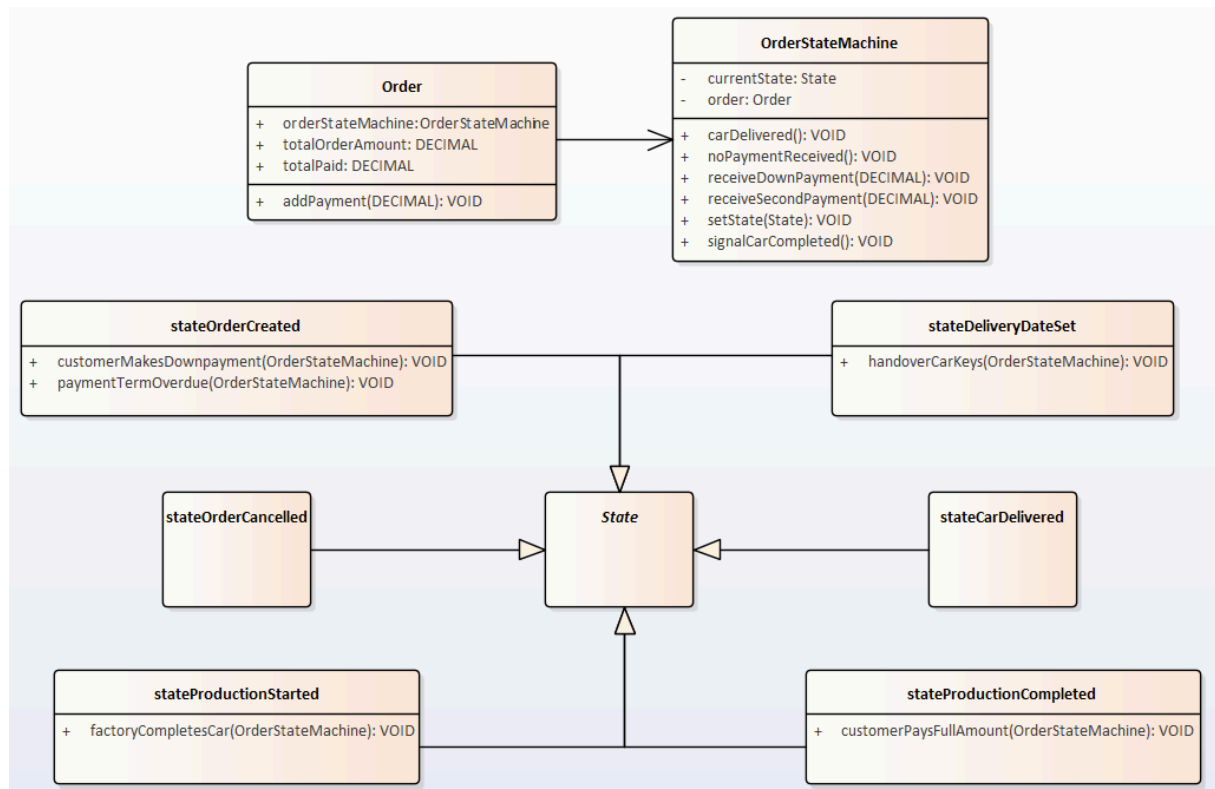 Order
+ orderStateMachine:OrderStateMachine
+ totalOrderAmount: DECIMAL
+ totalPaid: DECIMAL
+ addPayment(DECIMAL): VOID
OrderStateMachine
- currentState: State
- order: Order
+ carDelivered(): VOID
+ noPaymentReceived(): VOID
+ receiveDownPayment(DECIMAL): VOID
+ receiveSecondPayment(DECIMAL): VOID
+ setState(State): VOID
+ signalCarCompleted(): VOID
stateOrderCreated
+ customerMakesDownpayment(OrderStateMachine): VOID
+ paymentTermOverdue(OrderStateMachine): VOID
stateDeliveryDateSet
+ handoverCarKeys(OrderStateMachine): VOID
stateOrderCancelled
State
stateCarDelivered
stateProductionStarted
+ factoryCompletesCar(OrderStateMachine): VOID
stateProductionCompleted
+ customerPaysFullAmount(OrderStateMachine): VOID